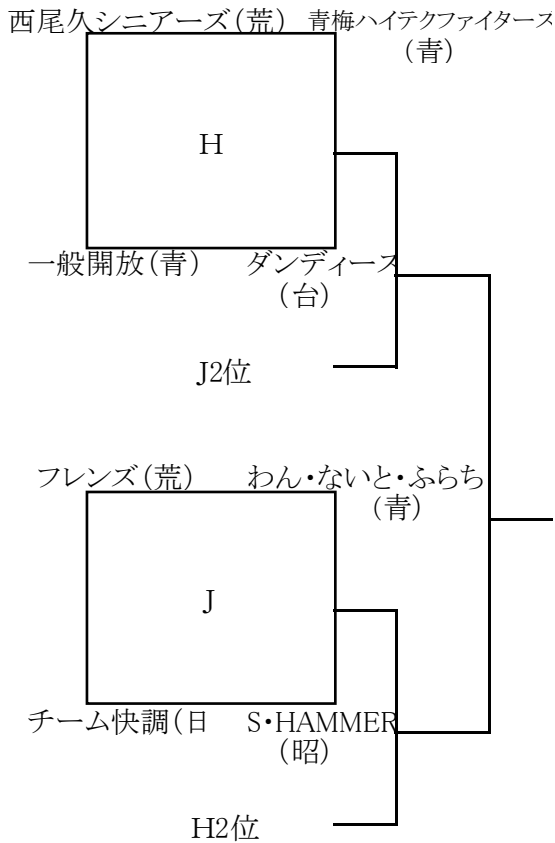 西尾久シニアーズ(荒) 青梅ハイテクファイターズ
(青)
H
一般開放(青) ダンディーズ
(台)
J2位
フレンズ(荒) わん・ないと・ふらち
(青)
J
チーム快調(日 S・HAMMER
(昭)
H2位